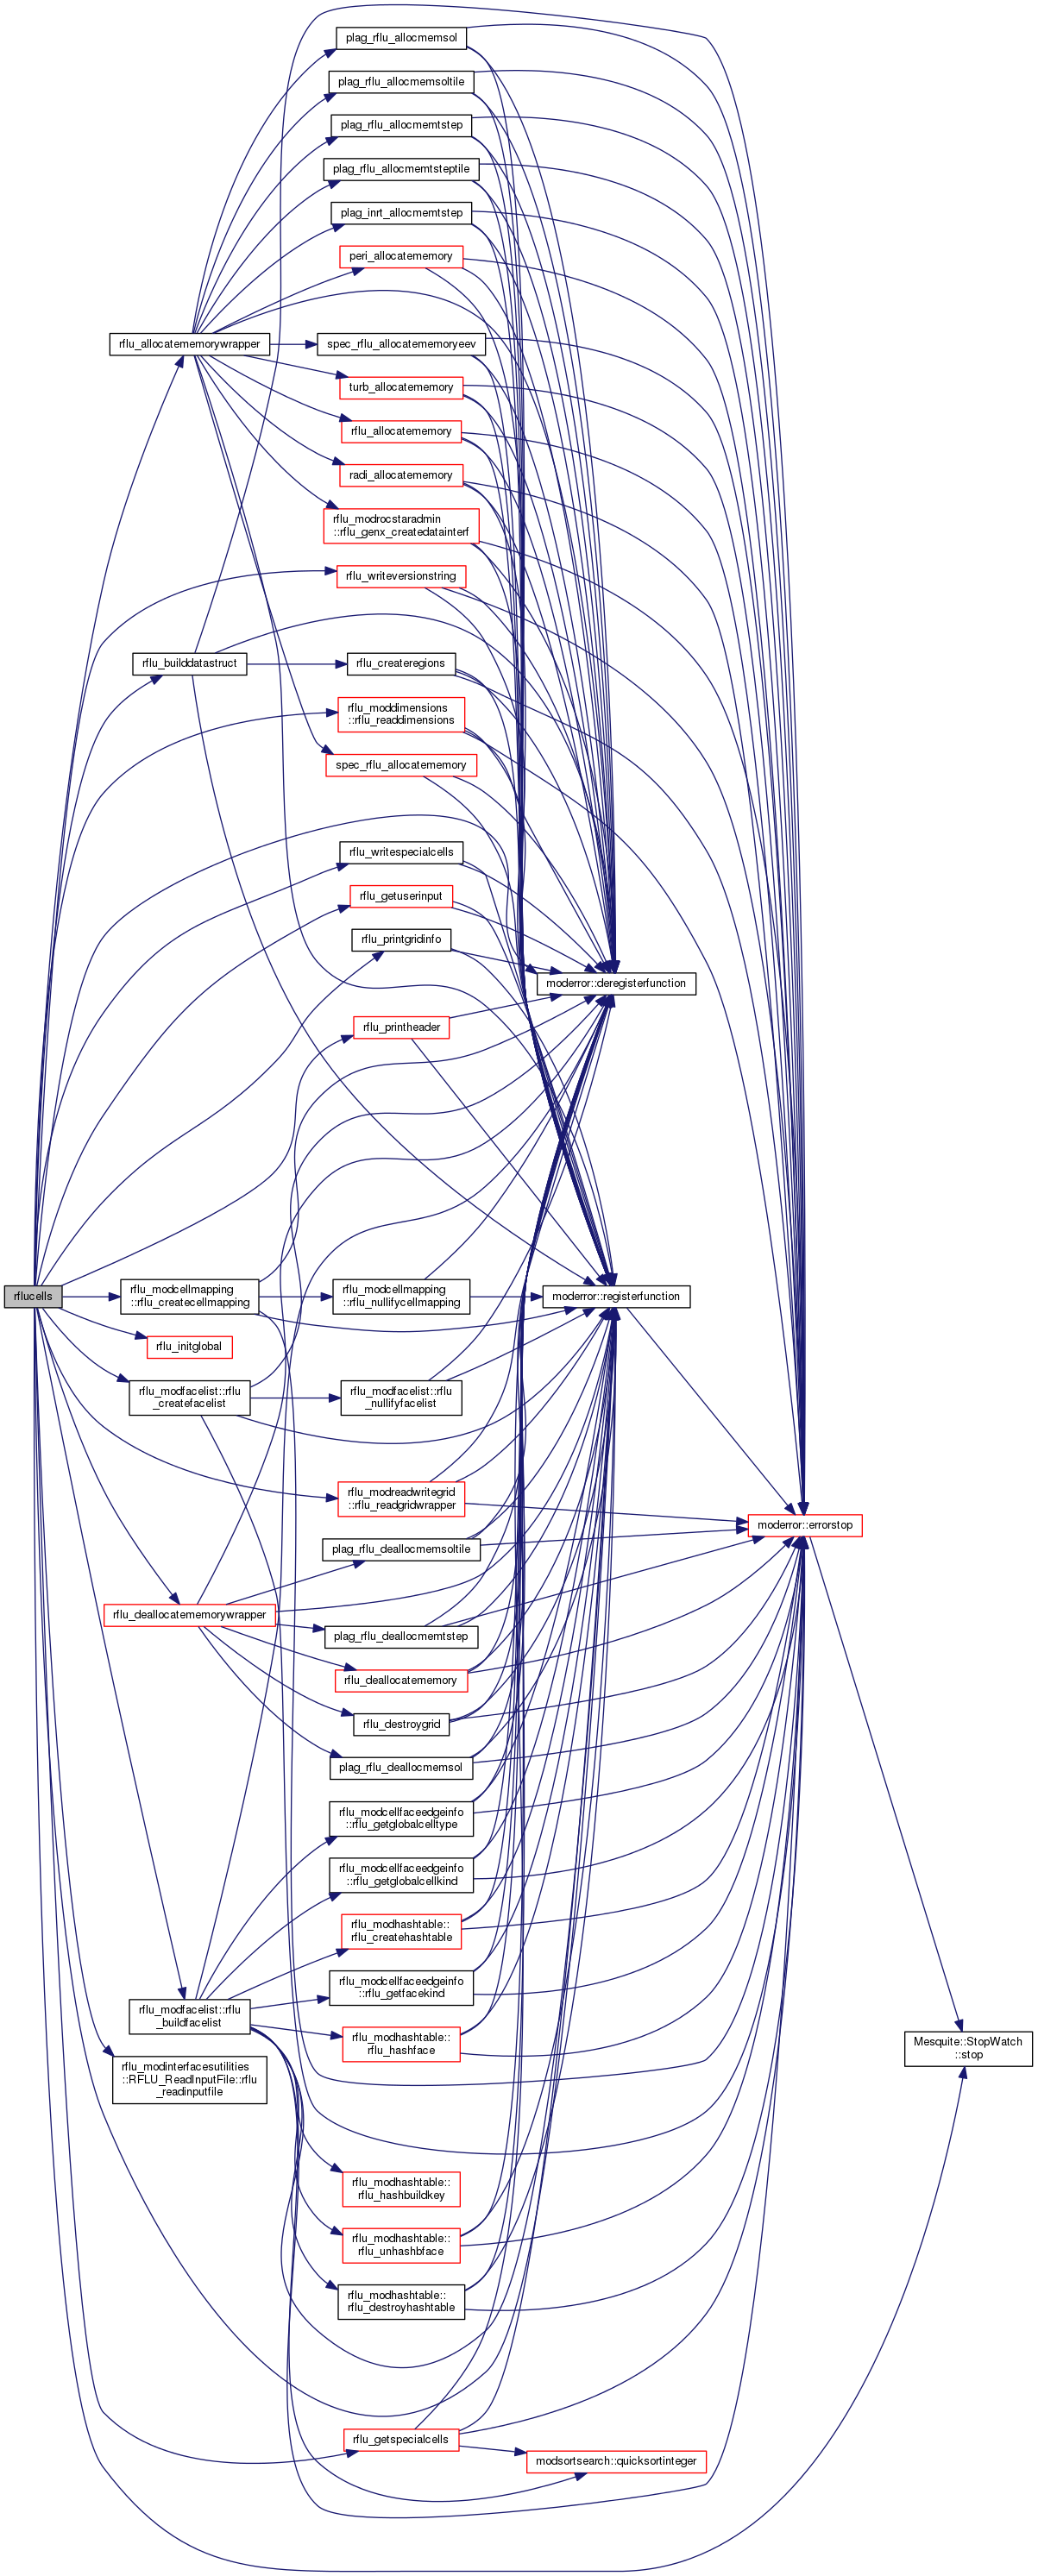 plag_rflu_allocmemsol
plag_rflu_allocmemsoltile
plag_rflu_allocmemtstep
plag_rflu_allocmemtsteptile
plag_inrt_allocmemtstep
peri_allocatememory
rflu_allocatememorywrapper
spec_rflu_allocatememoryeev
turb_allocatememory
rflu_allocatememory
radi_allocatememory
rflu_modrocstaradmin
::rflu_genx_createdatainterf
rflu_writeversionstring
rflu_builddatastruct
rflu_createregions
rflu_moddimensions
::rflu_readdimensions
spec_rflu_allocatememory
rflu_writespecialcells
rflu_getuserinput
rflu_printgridinfo
moderror::deregisterfunction
rflu_printheader
rflucells
rflu_modcellmapping
::rflu_createcellmapping
rflu_modcellmapping
::rflu_nullifycellmapping
moderror::registerfunction
rflu_initglobal
rflu_modfacelist::rflu
_createfacelist
rflu_modfacelist::rflu
_nullifyfacelist
rflu_modreadwritegrid
::rflu_readgridwrapper
moderror::errorstop
plag_rflu_deallocmemsoltile
rflu_deallocatememorywrapper
plag_rflu_deallocmemtstep
rflu_deallocatememory
rflu_destroygrid
plag_rflu_deallocmemsol
rflu_modcellfaceedgeinfo
::rflu_getglobalcelltype
rflu_modcellfaceedgeinfo
::rflu_getglobalcellkind
rflu_modhashtable::
rflu_createhashtable
rflu_modcellfaceedgeinfo
::rflu_getfacekind
rflu_modfacelist::rflu
_buildfacelist
rflu_modhashtable::
rflu_hashface
Mesquite::StopWatch
::stop
rflu_modinterfacesutilities
::RFLU_ReadInputFile::rflu
_readinputfile
rflu_modhashtable::
rflu_hashbuildkey
rflu_modhashtable::
rflu_unhashbface
rflu_modhashtable::
rflu_destroyhashtable
rflu_getspecialcells
modsortsearch::quicksortinteger